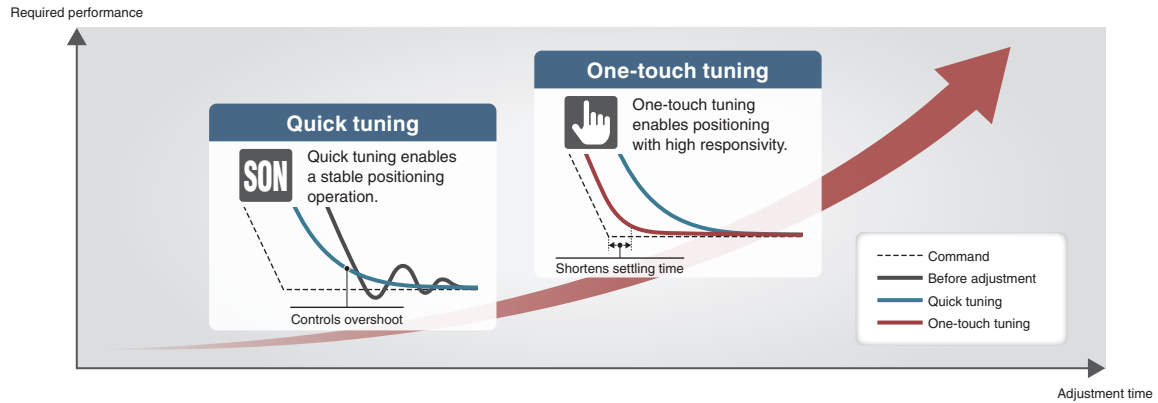 Required performance
Quick tuning
SON
Quick tuning enables
a stable positioning
operation.
Controls overshoot
One-touch tuning
One-touch tuning
enables positioning
with high responsivity.
Shortens settling time
Command
Before adjustment
Quick tuning
One-touch tuning
Adjustment time